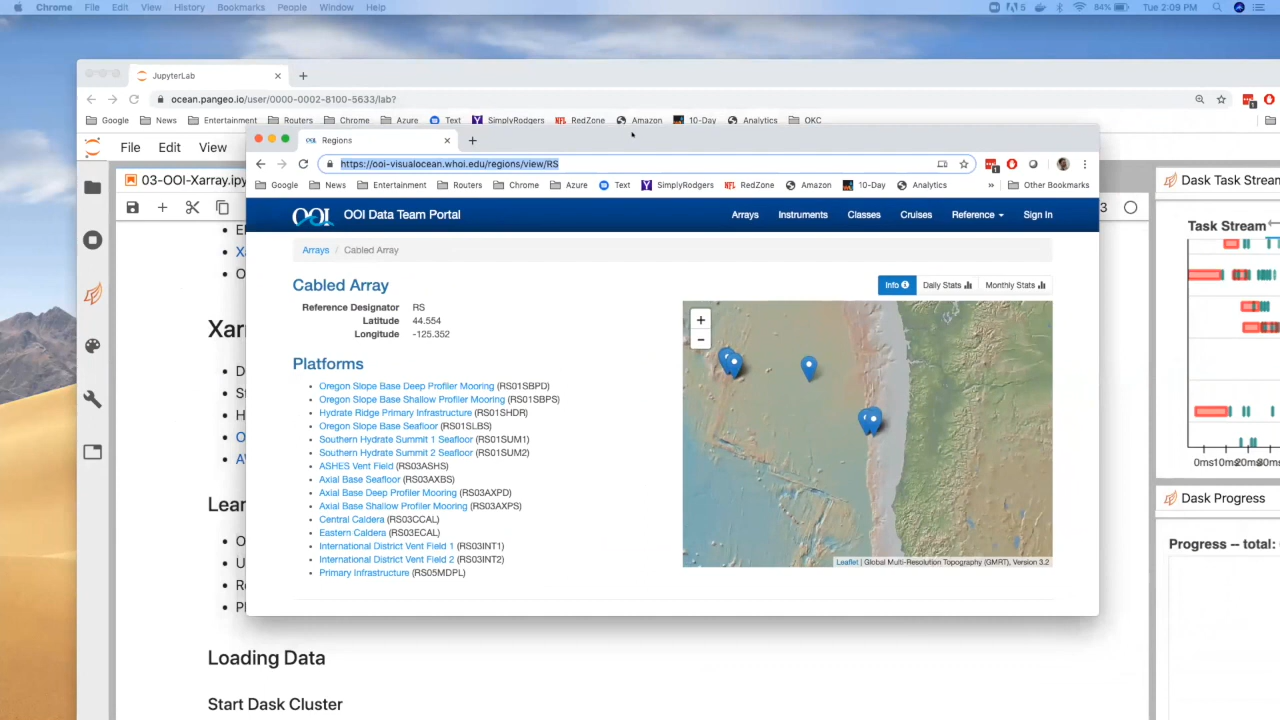 Chrome File Edit View History Bookmarks People Window Help 5 84% Tue 2:09 PM
JupyterLab
ocean.pangeo.io/user/0000-0002-8100-5633/lab?
Google News Entertainment Routers Chrome Azure Text SimplyRodgers RedZone Amazon 10-Day Analytics OKC
Regions
File Edit View
https://ooi-visualocean.whoi.edu/regions/view/RS
03-OOI-Xarray.ipy
Dask Task Stream
Google News Entertainment Routers Chrome Azure Text SimplyRodgers RedZone Amazon 10-Day Analytics » Other Bookmarks
OOI OOI Data Team Portal Arrays Instruments Classes Cruises Reference Sign In
3
Task Stream
Arrays / Cabled Array
Cabled Array
Info Daily Stats Monthly Stats
Reference Designator RS
Latitude 44.554
Longitude -125.352
+
−
Xar
Platforms
Oregon Slope Base Deep Profiler Mooring (RS01SBPD)
Oregon Slope Base Shallow Profiler Mooring (RS01SBPS)
Hydrate Ridge Primary Infrastructure (RS01SHDR)
Oregon Slope Base Seafloor (RS01SLBS)
Southern Hydrate Summit 1 Seafloor (RS01SUM1)
Southern Hydrate Summit 2 Seafloor (RS01SUM2)
ASHES Vent Field (RS03ASHS)
Axial Base Seafloor (RS03AXBS)
Axial Base Deep Profiler Mooring (RS03AXPD)
Axial Base Shallow Profiler Mooring (RS03AXPS)
Central Caldera (RS03CCAL)
Eastern Caldera (RS03ECAL)
International District Vent Field 1 (RS03INT1)
International District Vent Field 2 (RS03INT2)
Primary Infrastructure (RS05MDPL)
Leaflet | Global Multi-Resolution Topography (GMRT), Version 3.2
0ms 10ms 20ms 30ms
Dask Progress
Progress -- total:
Lear
Loading Data
Start Dask Cluster